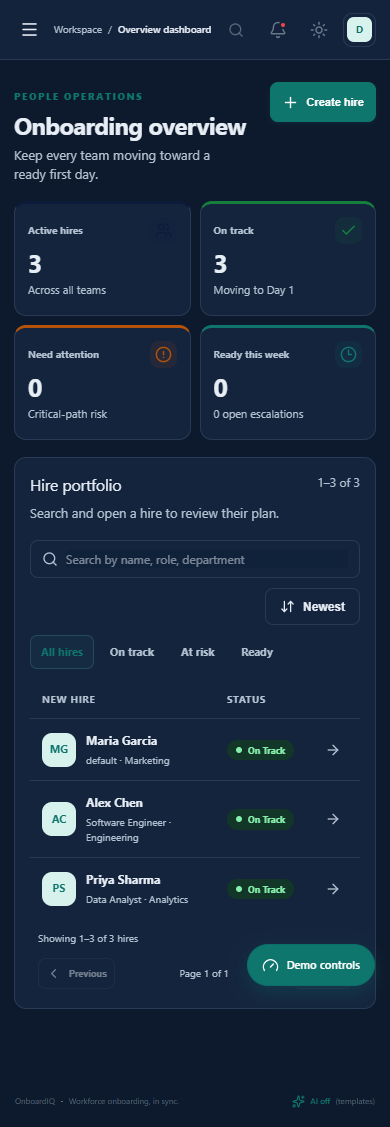 Workspace / Overview dashboard
D
PEOPLE OPERATIONS
Create hire
Onboarding overview
Keep every team moving toward a
ready first day.
Active hires
3
Across all teams
On track
3
Moving to Day 1
Need attention
0
Critical-path risk
Ready this week
0
0 open escalations
Hire portfolio
1–3 of 3
Search and open a hire to review their plan.
Search by name, role, department
Newest
All hires On track At risk Ready
NEW HIRE STATUS
MG
Maria Garcia
default · Marketing
On Track
AC
Alex Chen
Software Engineer ·
Engineering
On Track
PS
Priya Sharma
Data Analyst · Analytics
On Track
Showing 1–3 of 3 hires
Previous
Page 1 of 1
Demo controls
OnboardIQ · Workforce onboarding, in sync.
AI off (templates)